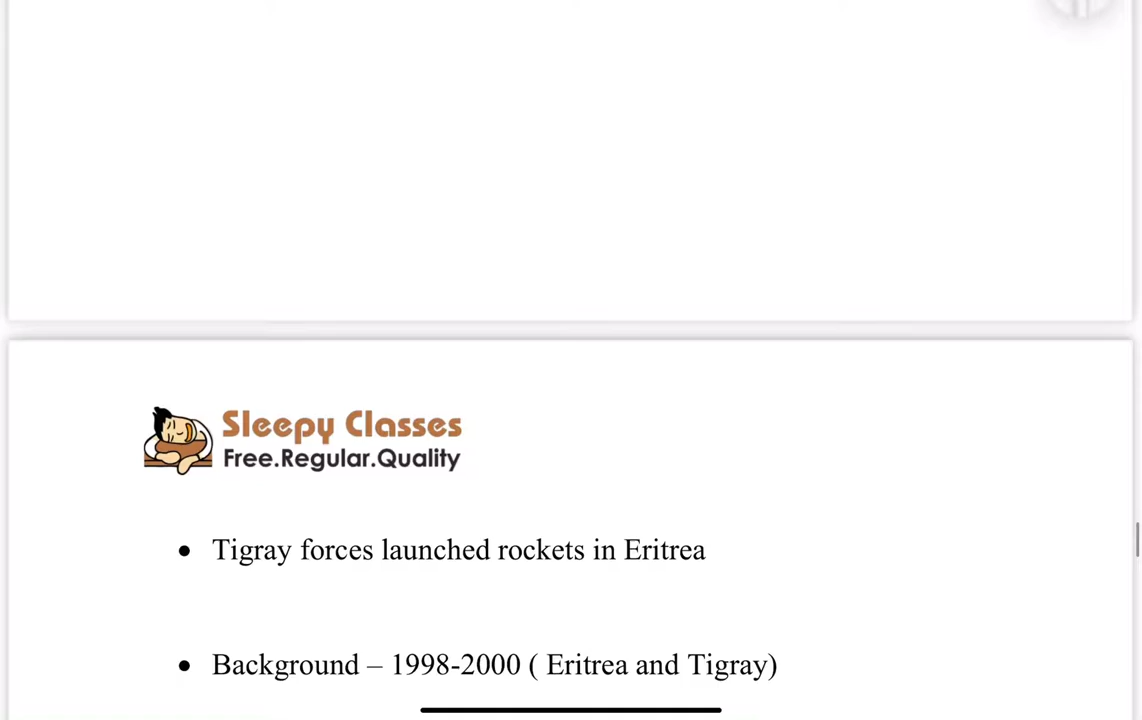 Sleepy Classes
Free.Regular.Quality
• Tigray forces launched rockets in Eritrea
• Background – 1998-2000 ( Eritrea and Tigray)